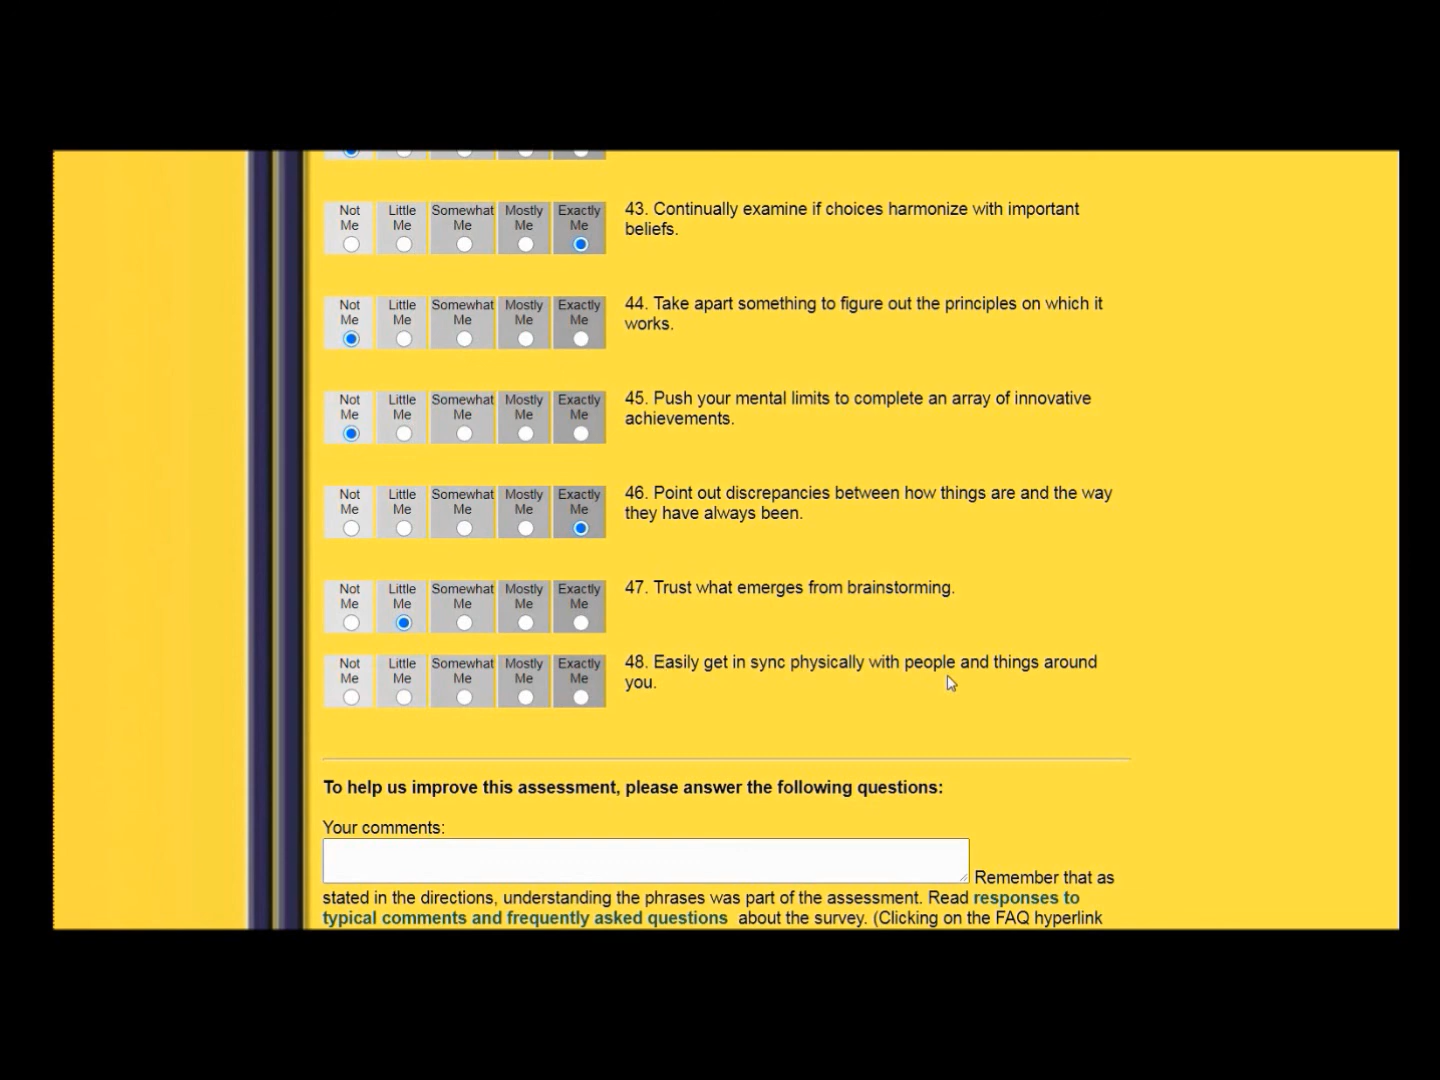 Not Me Little Me Somewhat Me Mostly Me Exactly Me
43. Continually examine if choices harmonize with important
beliefs.
Not Me Little Me Somewhat Me Mostly Me Exactly Me
44. Take apart something to figure out the principles on which it
works.
Not Me Little Me Somewhat Me Mostly Me Exactly Me
45. Push your mental limits to complete an array of innovative
achievements.
Not Me Little Me Somewhat Me Mostly Me Exactly Me
46. Point out discrepancies between how things are and the way
they have always been.
Not Me Little Me Somewhat Me Mostly Me Exactly Me
47. Trust what emerges from brainstorming.
Not Me Little Me Somewhat Me Mostly Me Exactly Me
48. Easily get in sync physically with people and things around
you.
To help us improve this assessment, please answer the following questions:
Your comments:
Remember that as
stated in the directions, understanding the phrases was part of the assessment. Read responses to
typical comments and frequently asked questions about the survey. (Clicking on the FAQ hyperlink